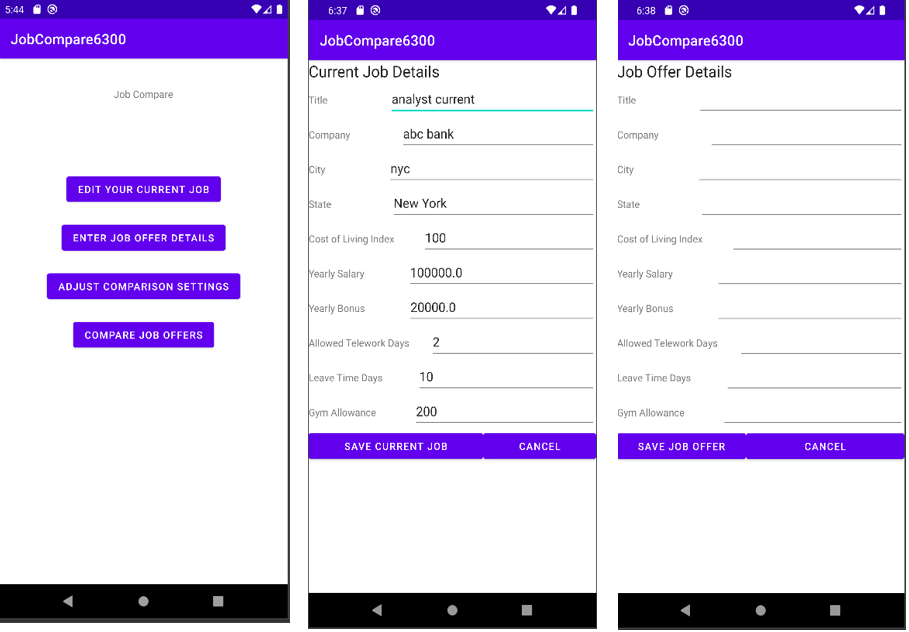 5:44
JobCompare6300
Job Compare
EDIT YOUR CURRENT JOB
ENTER JOB OFFER DETAILS
ADJUST COMPARISON SETTINGS
COMPARE JOB OFFERS
6:37
JobCompare6300
Current Job Details
Title analyst current
Company abc bank
City nyc
State New York
Cost of Living Index 100
Yearly Salary 100000.0
Yearly Bonus 20000.0
Allowed Telework Days 2
Leave Time Days 10
Gym Allowance 200
SAVE CURRENT JOB CANCEL
6:38
JobCompare6300
Job Offer Details
Title
Company
City
State
Cost of Living Index
Yearly Salary
Yearly Bonus
Allowed Telework Days
Leave Time Days
Gym Allowance
SAVE JOB OFFER CANCEL